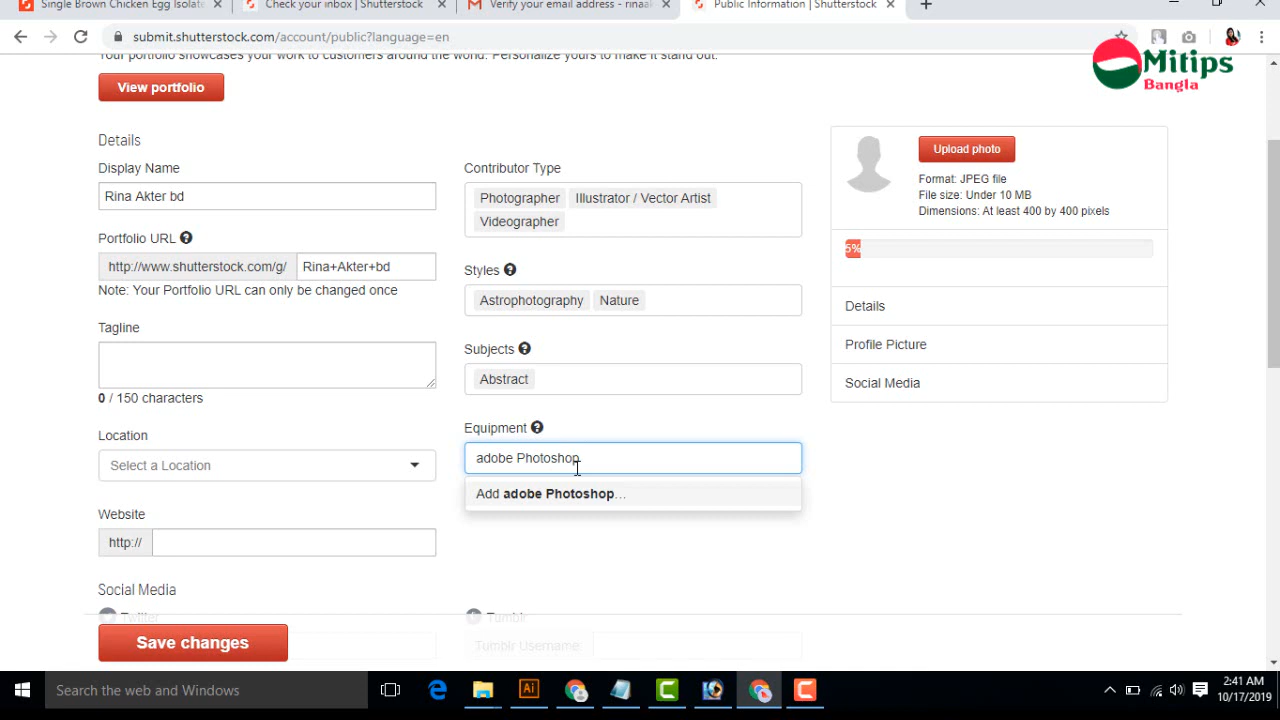 Single Brown Chicken Egg Isolate
Check your inbox | Shutterstock
Verify your email address - rinaa
Public Information | Shutterstock
submit.shutterstock.com/account/public?language=en
Your portfolio showcases your work to customers around the world. Personalize yours to make it stand out.
Mitips
Bangla
View portfolio
Details
Display Name
Rina Akter bd
Portfolio URL
http://www.shutterstock.com/g/ Rina+Akter+bd
Note: Your Portfolio URL can only be changed once
Tagline
0 / 150 characters
Location
Select a Location
Website
http://
Social Media
Twitter
Save changes
Contributor Type
Photographer Illustrator / Vector Artist
Videographer
Styles
Astrophotography Nature
Subjects
Abstract
Equipment
adobe Photoshop
Add adobe Photoshop…
Tumblr
Tumblr Username:
Upload photo
Format: JPEG file
File size: Under 10 MB
Dimensions: At least 400 by 400 pixels
5%
Details
Profile Picture
Social Media
Search the web and Windows
Ai
2:41 AM
10/17/2019